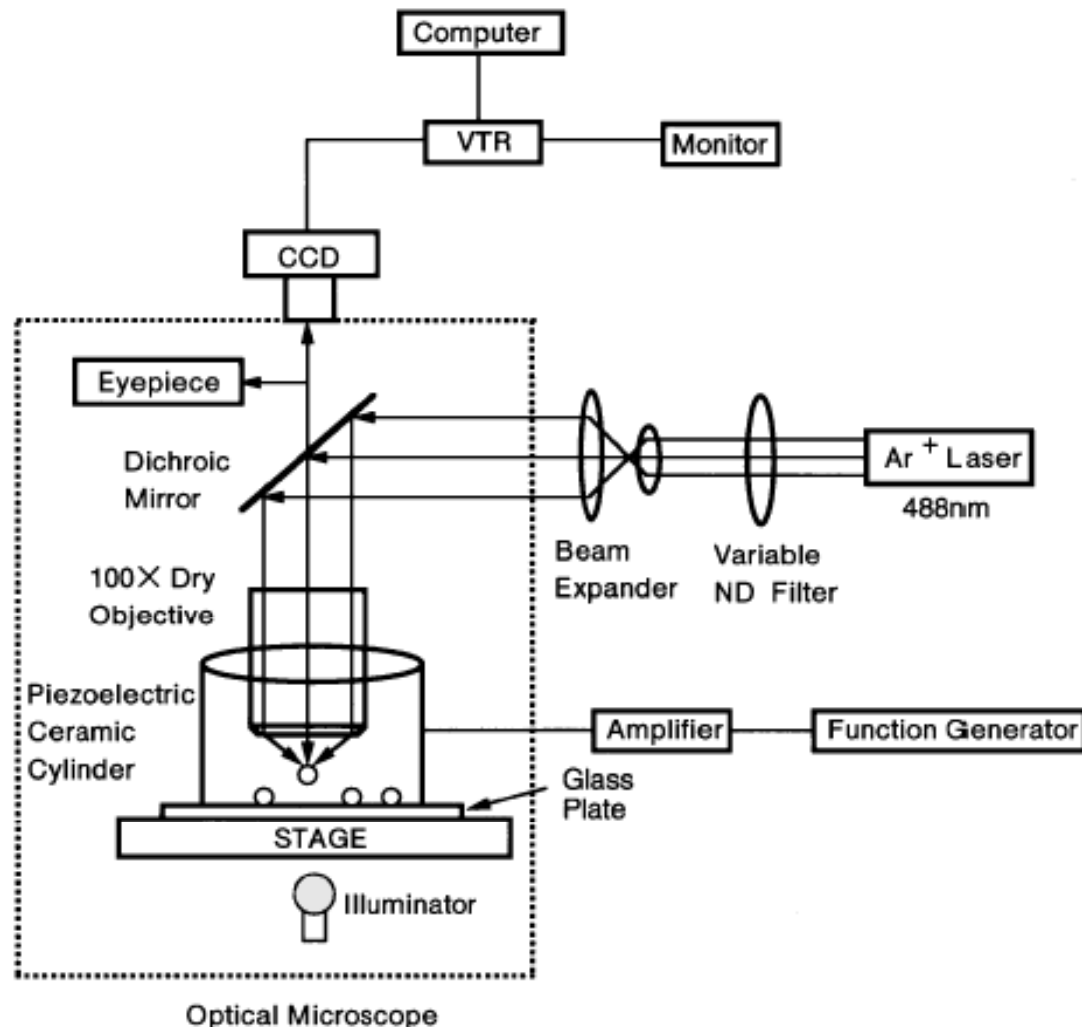 Computer
VTR
Monitor
CCD
Eyepiece
Dichroic
Mirror
Ar + Laser
488nm
Beam
Expander
Variable
ND Filter
100X Dry
Objective
Piezoelectric
Ceramic
Cylinder
Amplifier
Function Generator
Glass
Plate
STAGE
Illuminator
Optical Microscope